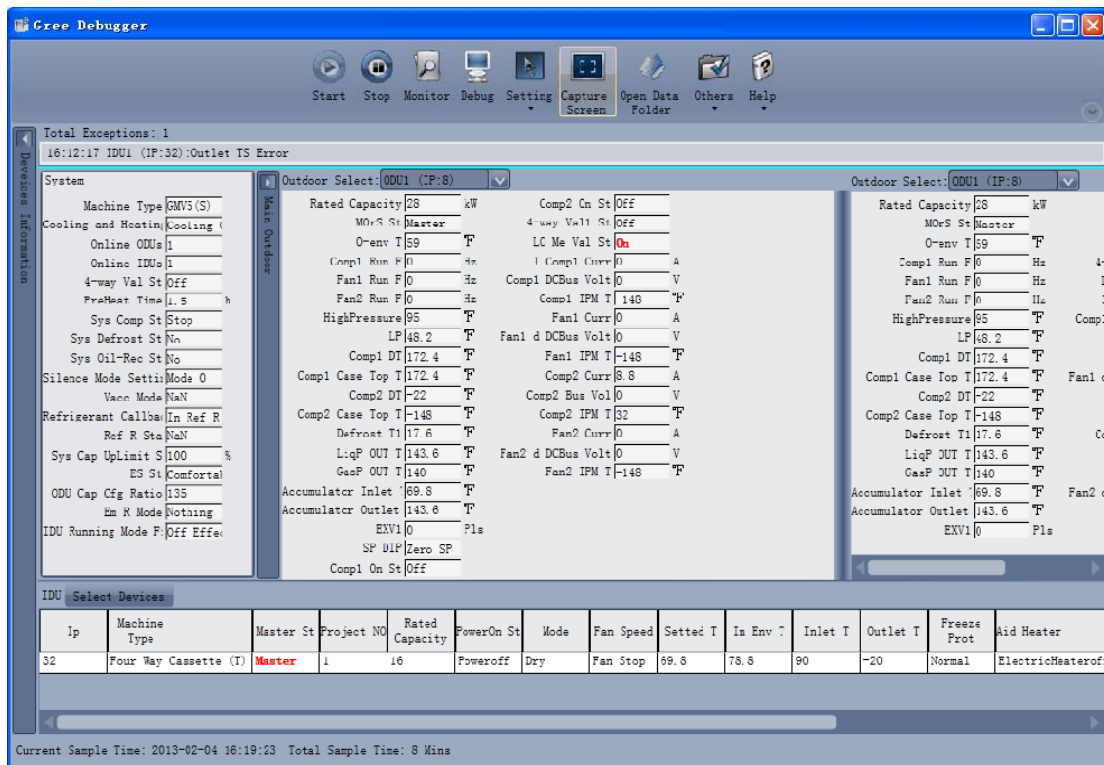 Gree Debugger
Start Stop Monitor Debug Setting Capture Screen Open Data Folder Others Help
Total Exceptions: 1
16:12:17 IDU1 (IP:32):Outlet TS Error
Devices Information
System
Machine Type GMV5(S)
Cooling and Heating Cooling
Online ODUs 1
Online IDUs 1
4-way Val St Off
PreHeat Time 1.5 h
Sys Comp St Stop
Sys Defrost St No
Sys Oil-Rec St No
Silence Mode Setti Mode 0
Vacc Mode NaN
Refrigerant Callba In Ref R
Ref R Sta NaN
Sys Cap UpLimit S 100 %
ES St Comfortal
ODU Cap Cfg Ratio 135
Em R Mode Nothing
IDU Running Mode F: Off Effec
Main Outdoor
Outdoor Select: ODU1 (IP:8)
Rated Capacity 28 kW
MOrS St Master
O-env T 59 ℉
Comp1 Run F 0 Hz
Fan1 Run F 0 Hz
Fan2 Run F 0 Hz
HighPressure 95 ℉
LP 48.2 ℉
Comp1 DT 172.4 ℉
Comp1 Case Top T 172.4 ℉
Comp2 DT -22 ℉
Comp2 Case Top T -148 ℉
Defrost T1 17.6 ℉
LiqP OUT T 143.6 ℉
GasP OUT T 140 ℉
Accumulator Inlet 69.8 ℉
Accumulator Outlet 143.6 ℉
EXV1 0 Pls
SP DIP Zero SP
Comp1 On St Off
Comp2 On St Off
4-way Val1 St Off
LC Me Val St On
Comp1 Curr 0 A
Comp1 DCBus Volt 0 V
Comp1 IPM T -148 ℉
Fan1 Curr 0 A
Fan1 d DCBus Volt 0 V
Fan1 IPM T -148 ℉
Comp2 Curr 8.8 A
Comp2 Bus Vol 0 V
Comp2 IPM T 32 ℉
Fan2 Curr 0 A
Fan2 d DCBus Volt 0 V
Fan2 IPM T -148 ℉
Outdoor Select: ODU1 (IP:8)
Rated Capacity 28 kW
MOrS St Master
O-env T 59 ℉
Comp1 Run F 0 Hz
Fan1 Run F 0 Hz
Fan2 Run F 0 Hz
HighPressure 95 ℉
LP 48.2 ℉
Comp1 DT 172.4 ℉
Comp1 Case Top T 172.4 ℉
Comp2 DT -22 ℉
Comp2 Case Top T -148 ℉
Defrost T1 17.6 ℉
LiqP OUT T 143.6 ℉
GasP OUT T 140 ℉
Accumulator Inlet 69.8 ℉
Accumulator Outlet 143.6 ℉
EXV1 0 Pls
4-
Comp:
Fan1 d
Fan2 d
IDU Select Devices
Ip Machine Type Master St Project NO Rated Capacity PowerOn St Mode Fan Speed Setted T In Env T Inlet T Outlet T Freeze Prot Aid Heater
32 Four Way Cassette (T) Master 1 16 Poweroff Dry Fan Stop 69.8 78.8 90 -20 Normal ElectricHeaterof
Current Sample Time: 2013-02-04 16:19:23 Total Sample Time: 8 Mins